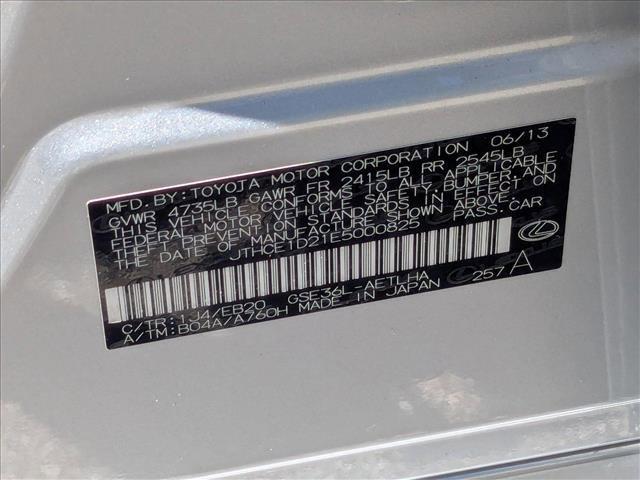 MFD. BY: TOYOTA MOTOR CORPORATION 06/13
GVWR 4735LB GAWR FR 2415LB RR 2545LB
THIS VEHICLE CONFORMS TO ALL APPLICABLE
FEDERAL MOTOR VEHICLE SAFETY, BUMPER, AND
THEFT PREVENTION STANDARDS IN EFFECT ON
THE DATE OF MANUFACTURE SHOWN ABOVE.
JTHCE1D21E5000825 PASS. CAR
C/TR: 1J4/EB20 GSE36L-AETLHA 257 A
A/TM: B04A/A760H MADE IN JAPAN